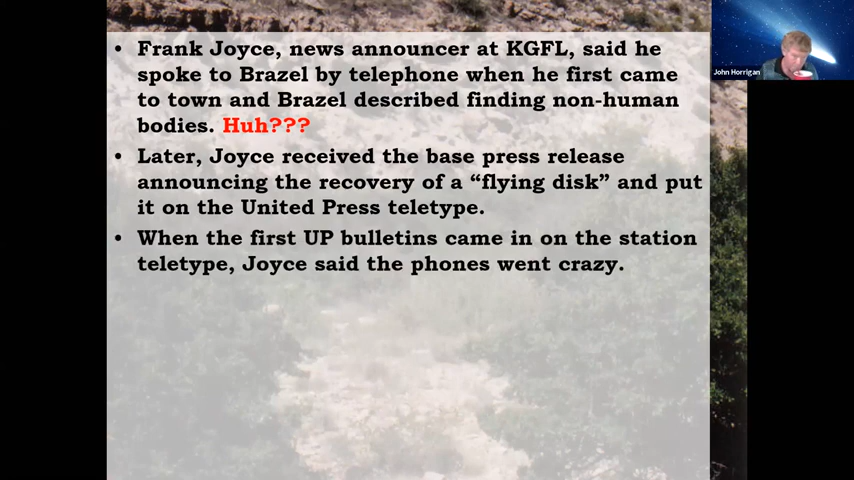 • Frank Joyce, news announcer at KGFL, said he
spoke to Brazel by telephone when he first came
to town and Brazel described finding non-human
bodies. Huh???
• Later, Joyce received the base press release
announcing the recovery of a “flying disk” and put
it on the United Press teletype.
• When the first UP bulletins came in on the station
teletype, Joyce said the phones went crazy.
John Horrigan